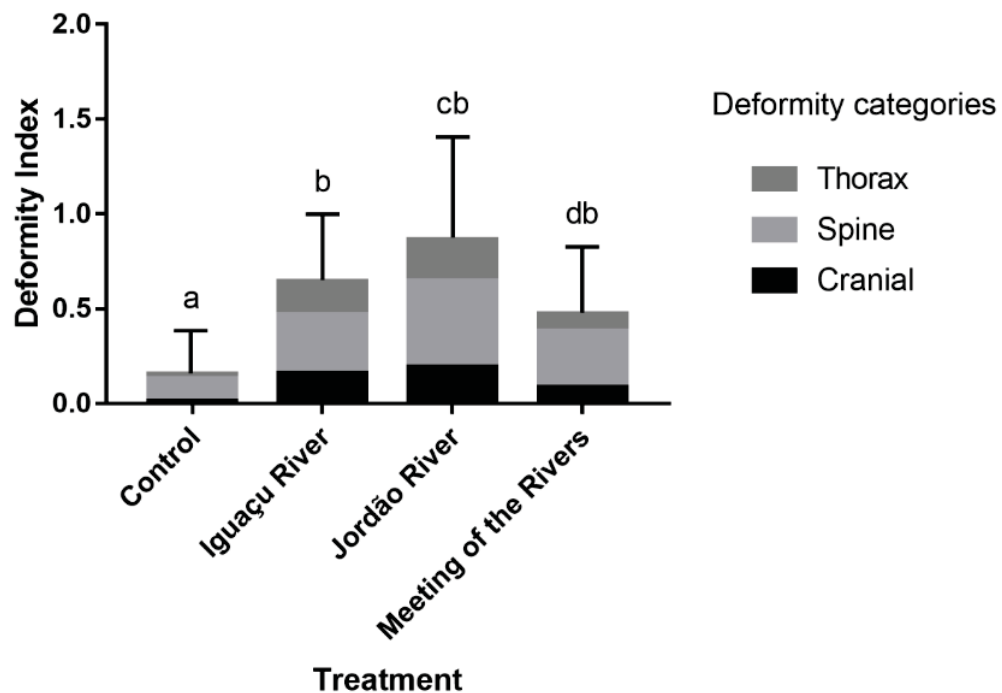 2.0
1.5
1.0
0.5
0.0
Deformity Index
a
b
cb
db
Control
Iguaçu River
Jordão River
Meeting of the Rivers
Treatment
Deformity categories
Thorax
Spine
Cranial